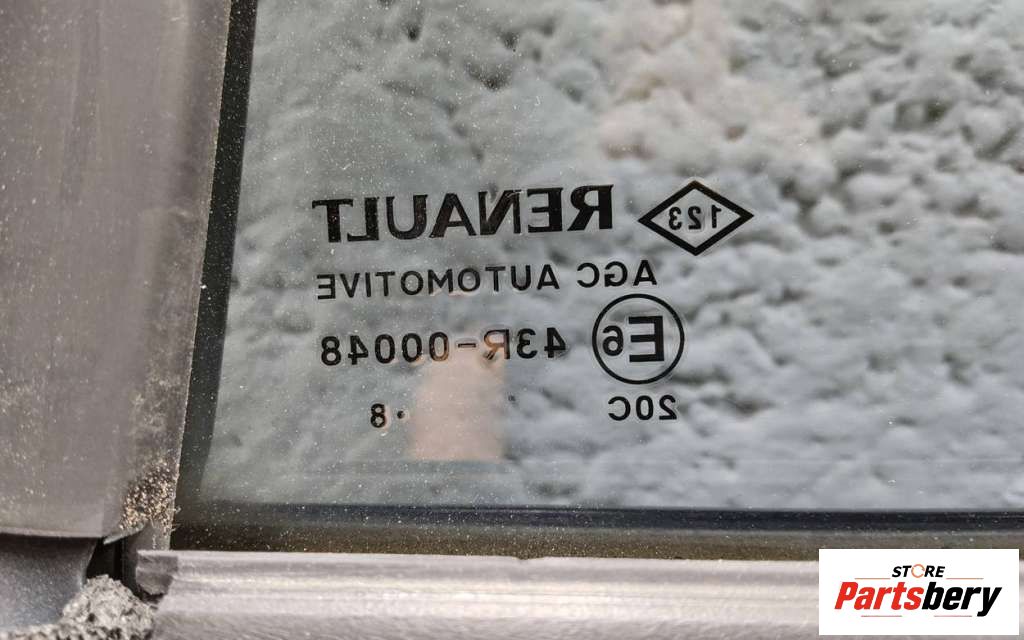 123 RENAULT
AGC AUTOMOTIVE
E6 43R-00048
20C
• 8
STORE
Partsbery